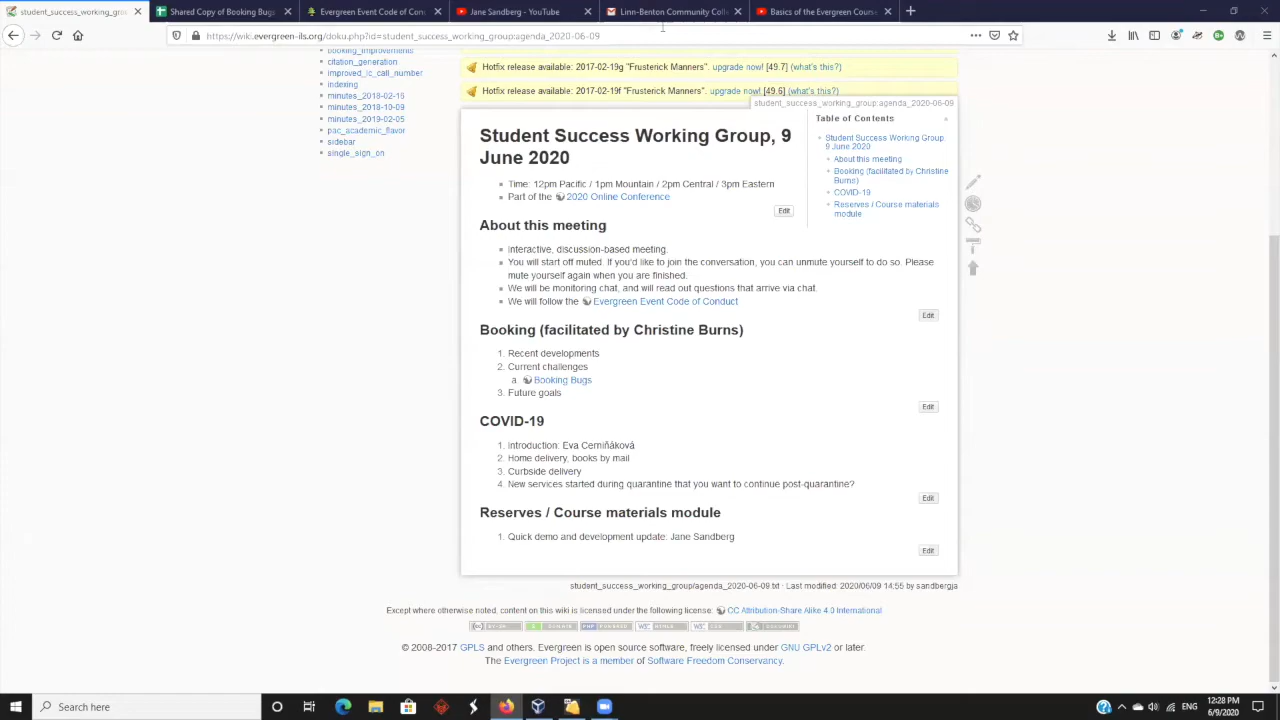 student_success_working_grou
Shared Copy of Booking Bugs
Evergreen Community Develop
Jane Sandberg - YouTube
Linn-Benton Community Coll
Basics of the Evergreen Cours
https://wiki.evergreen-ils.org/doku.php?id=student_success_working_group:agenda_2020-06-09
booking_improvements
citation_generation
improved_lc_call_number
indexing
minutes_2018-02-16
minutes_2018-10-09
minutes_2019-02-05
pac_academic_flavor
sidebar
single_sign_on
Hotfix release available: 2017-02-19g "Frusterick Manners". upgrade now! [49.7] (what's this?)
Hotfix release available: 2017-02-19f "Frusterick Manners". upgrade now! [49.6] (what's this?)
student_success_working_group:agenda_2020-06-09
Table of Contents
Student Success Working Group,
9 June 2020
About this meeting
Booking (facilitated by Christine
Burns)
COVID-19
Reserves / Course materials
module
Student Success Working Group, 9
June 2020
Time: 12pm Pacific / 1pm Mountain / 2pm Central / 3pm Eastern
Part of the 2020 Online Conference
Edit
About this meeting
Interactive, discussion-based meeting.
You will start off muted. If you'd like to join the conversation, you can unmute yourself to do so. Please
mute yourself again when you are finished.
We will be monitoring chat, and will read out questions that arrive via chat.
We will follow the Evergreen Event Code of Conduct
Edit
Booking (facilitated by Christine Burns)
1. Recent developments
2. Current challenges
a. Booking Bugs
3. Future goals
Edit
COVID-19
1. Introduction: Eva Cerniňáková
2. Home delivery, books by mail
3. Curbside delivery
4. New services started during quarantine that you want to continue post-quarantine?
Edit
Reserves / Course materials module
1. Quick demo and development update: Jane Sandberg
Edit
student_success_working_group/agenda_2020-06-09.txt · Last modified: 2020/06/09 14:55 by sandbergja
Except where otherwise noted, content on this wiki is licensed under the following license: CC Attribution-Share Alike 4.0 International
© 2008-2017 GPLS and others. Evergreen is open source software, freely licensed under GNU GPLv2 or later.
The Evergreen Project is a member of Software Freedom Conservancy.
Search here
ENG
12:28 PM
6/9/2020